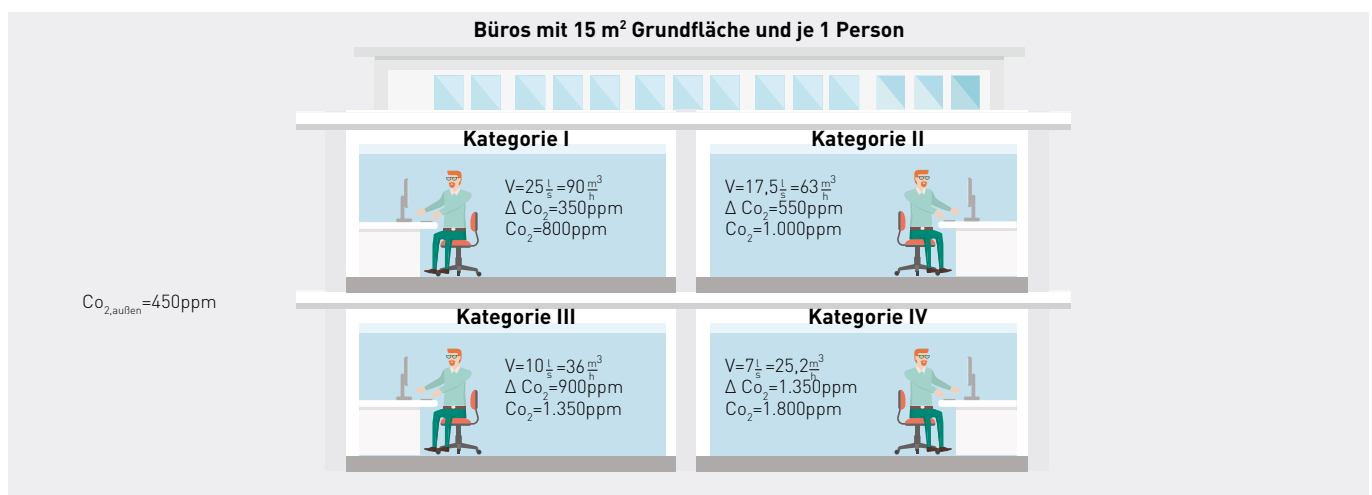 Büros mit 15 m² Grundfläche und je 1 Person
Kategorie I
V=25 l/s =90 m³/h
Δ Co₂=350ppm
Co₂=800ppm
Kategorie II
V=17,5 l/s =63 m³/h
Δ Co₂=550ppm
Co₂=1.000ppm
Co₂,außen=450ppm
Kategorie III
V=10 l/s =36 m³/h
Δ Co₂=900ppm
Co₂=1.350ppm
Kategorie IV
V=7 l/s =25,2 m³/h
Δ Co₂=1.350ppm
Co₂=1.800ppm